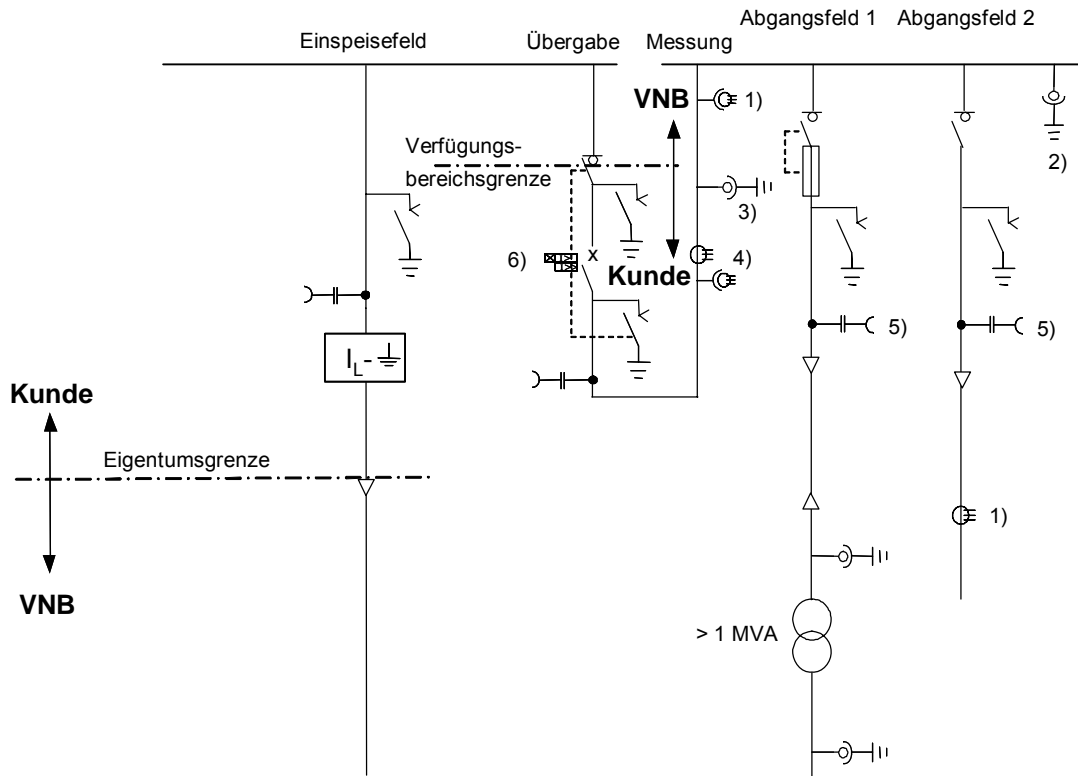 Einspeisefeld
Übergabe
Messung
Abgangsfeld 1
Abgangsfeld 2
VNB
1)
Verfügungs-
bereichsgrenze
2)
3)
6)
x
4)
Kunde
5)
5)
I_L-
Kunde
Eigentumsgrenze
1)
VNB
> 1 MVA